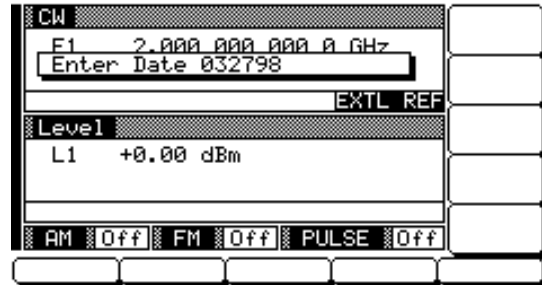 CW
F1 2.000 000 000 0 GHz
Enter Date 032798
EXTL REF
Level
L1 +0.00 dBm
AM Off FM Off PULSE Off